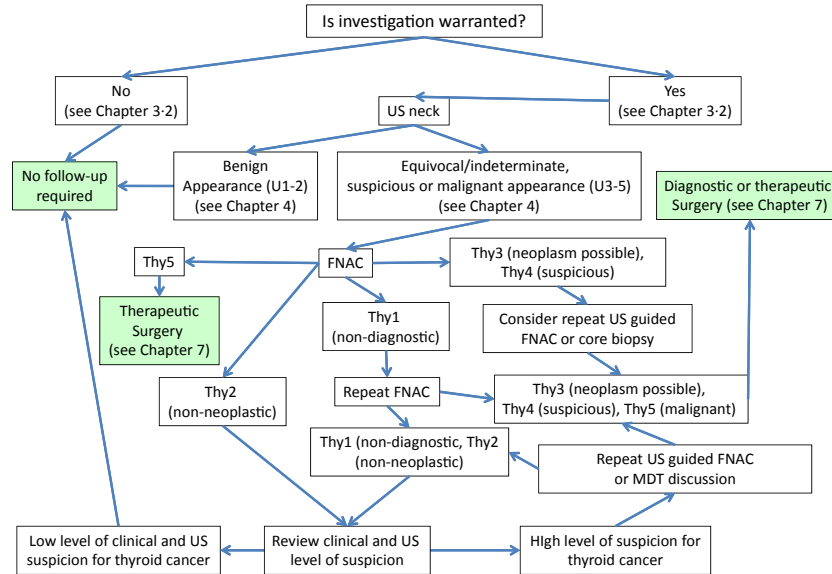 Is investigation warranted?
No
(see Chapter 3·2)
Yes
(see Chapter 3·2)
US neck
No follow-up
required
Benign
Appearance (U1-2)
(see Chapter 4)
Equivocal/indeterminate,
suspicious or malignant appearance (U3-5)
(see Chapter 4)
Diagnostic or therapeutic
Surgery (see Chapter 7)
Thy5
FNAC
Thy3 (neoplasm possible),
Thy4 (suspicious)
Therapeutic
Surgery
(see Chapter 7)
Thy1
(non-diagnostic)
Consider repeat US guided
FNAC or core biopsy
Thy2
(non-neoplastic)
Repeat FNAC
Thy3 (neoplasm possible),
Thy4 (suspicious), Thy5 (malignant)
Thy1 (non-diagnostic, Thy2
(non-neoplastic)
Repeat US guided FNAC
or MDT discussion
Low level of clinical and US
suspicion for thyroid cancer
Review clinical and US
level of suspicion
HIgh level of suspicion for
thyroid cancer